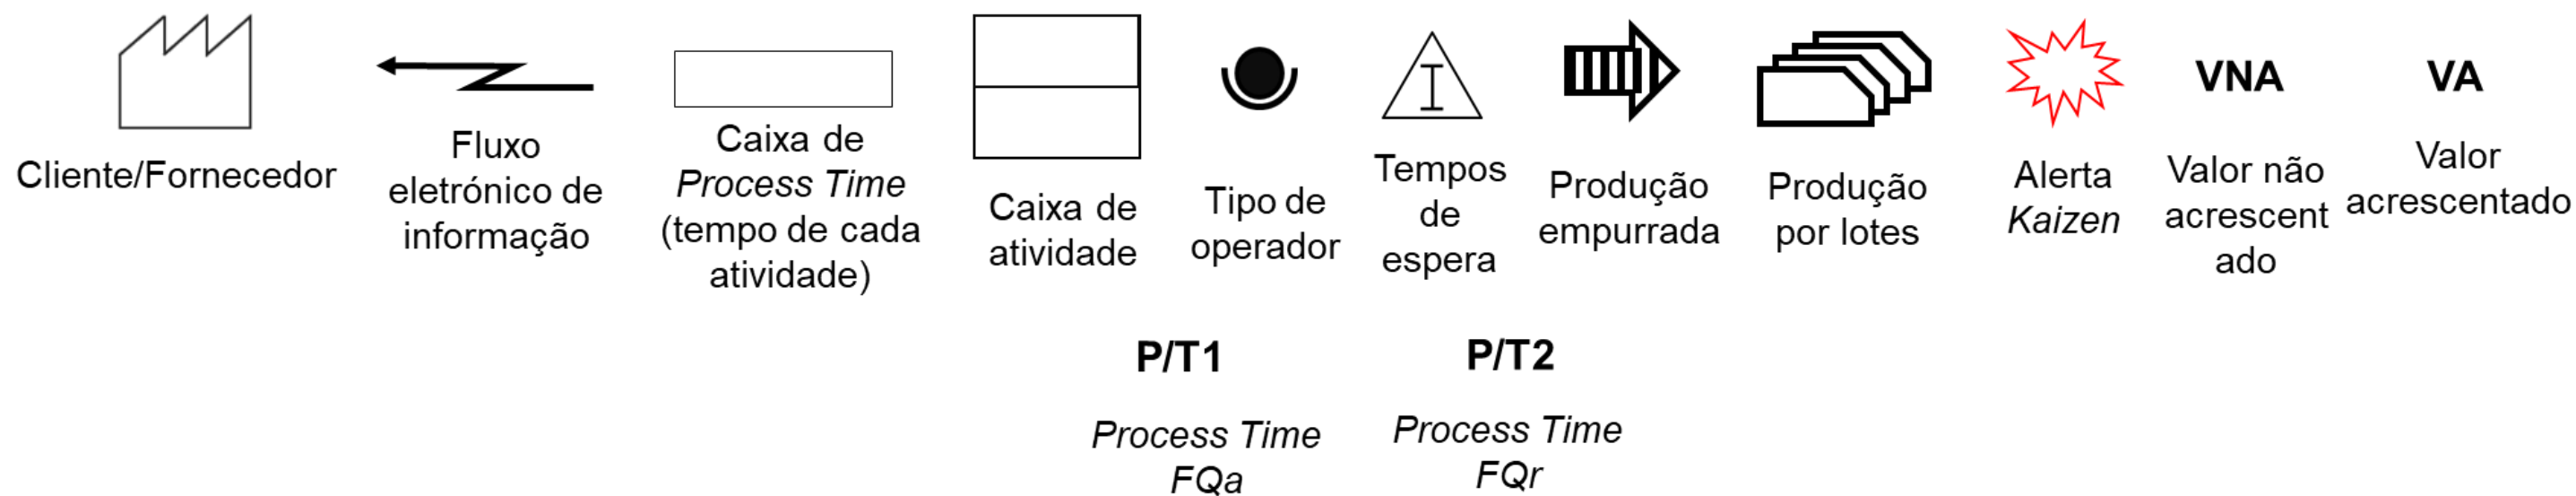 Cliente/Fornecedor
Fluxo
eletrónico de
informação
Caixa de
Process Time
(tempo de cada
atividade)
Caixa de
atividade
Tipo de
operador
I
Tempos
de
espera
Produção
empurrada
Produção
por lotes
Alerta
Kaizen
VNA
Valor não
acrescent
ado
VA
Valor
acrescentado
P/T1
Process Time
FQa
P/T2
Process Time
FQr